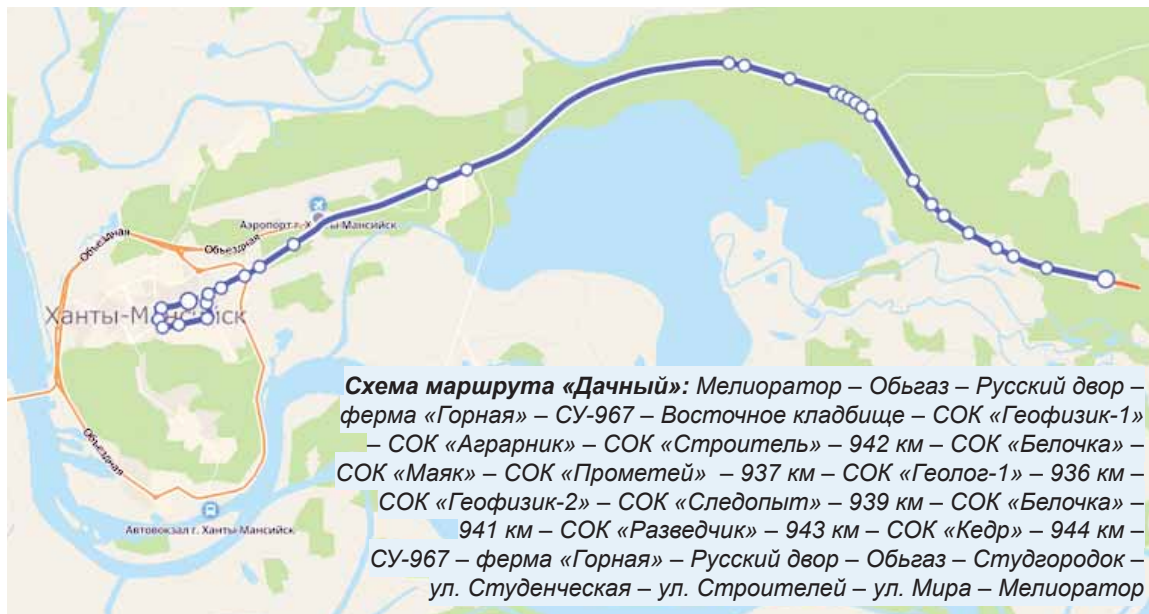 Аэропорт г. Ханты-Мансийск
Объездная
Объездная
Ханты-Мансийск
Объездная
Автовокзал г. Ханты-Мансийск
Схема маршрута «Дачный»: Мелиоратор – Обьгаз – Русский двор –
ферма «Горная» – СУ-967 – Восточное кладбище – СОК «Геофизик-1»
– СОК «Аграрник» – СОК «Строитель» – 942 км – СОК «Белочка» –
СОК «Маяк» – СОК «Прометей» – 937 км – СОК «Геолог-1» – 936 км –
СОК «Геофизик-2» – СОК «Следопыт» – 939 км – СОК «Белочка» –
941 км – СОК «Разведчик» – 943 км – СОК «Кедр» – 944 км –
СУ-967 – ферма «Горная» – Русский двор – Обьгаз – Студгородок –
ул. Студенческая – ул. Строителей – ул. Мира – Мелиоратор